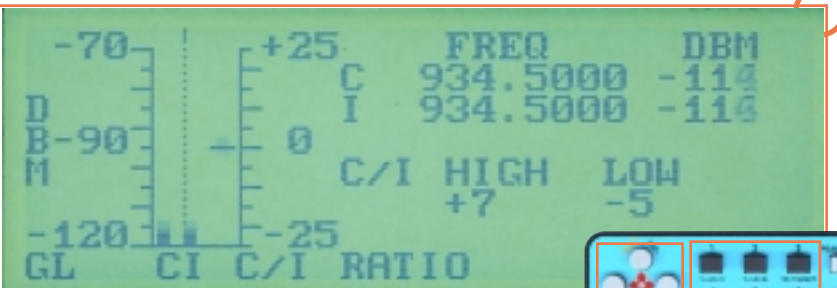 -70 +25 FREQ DBM
C 934.5000
I 934.5000
D
B -90 0
M
C/I HIGH LOW
+7 -5
-120 -25
GL CI C/I RATIO